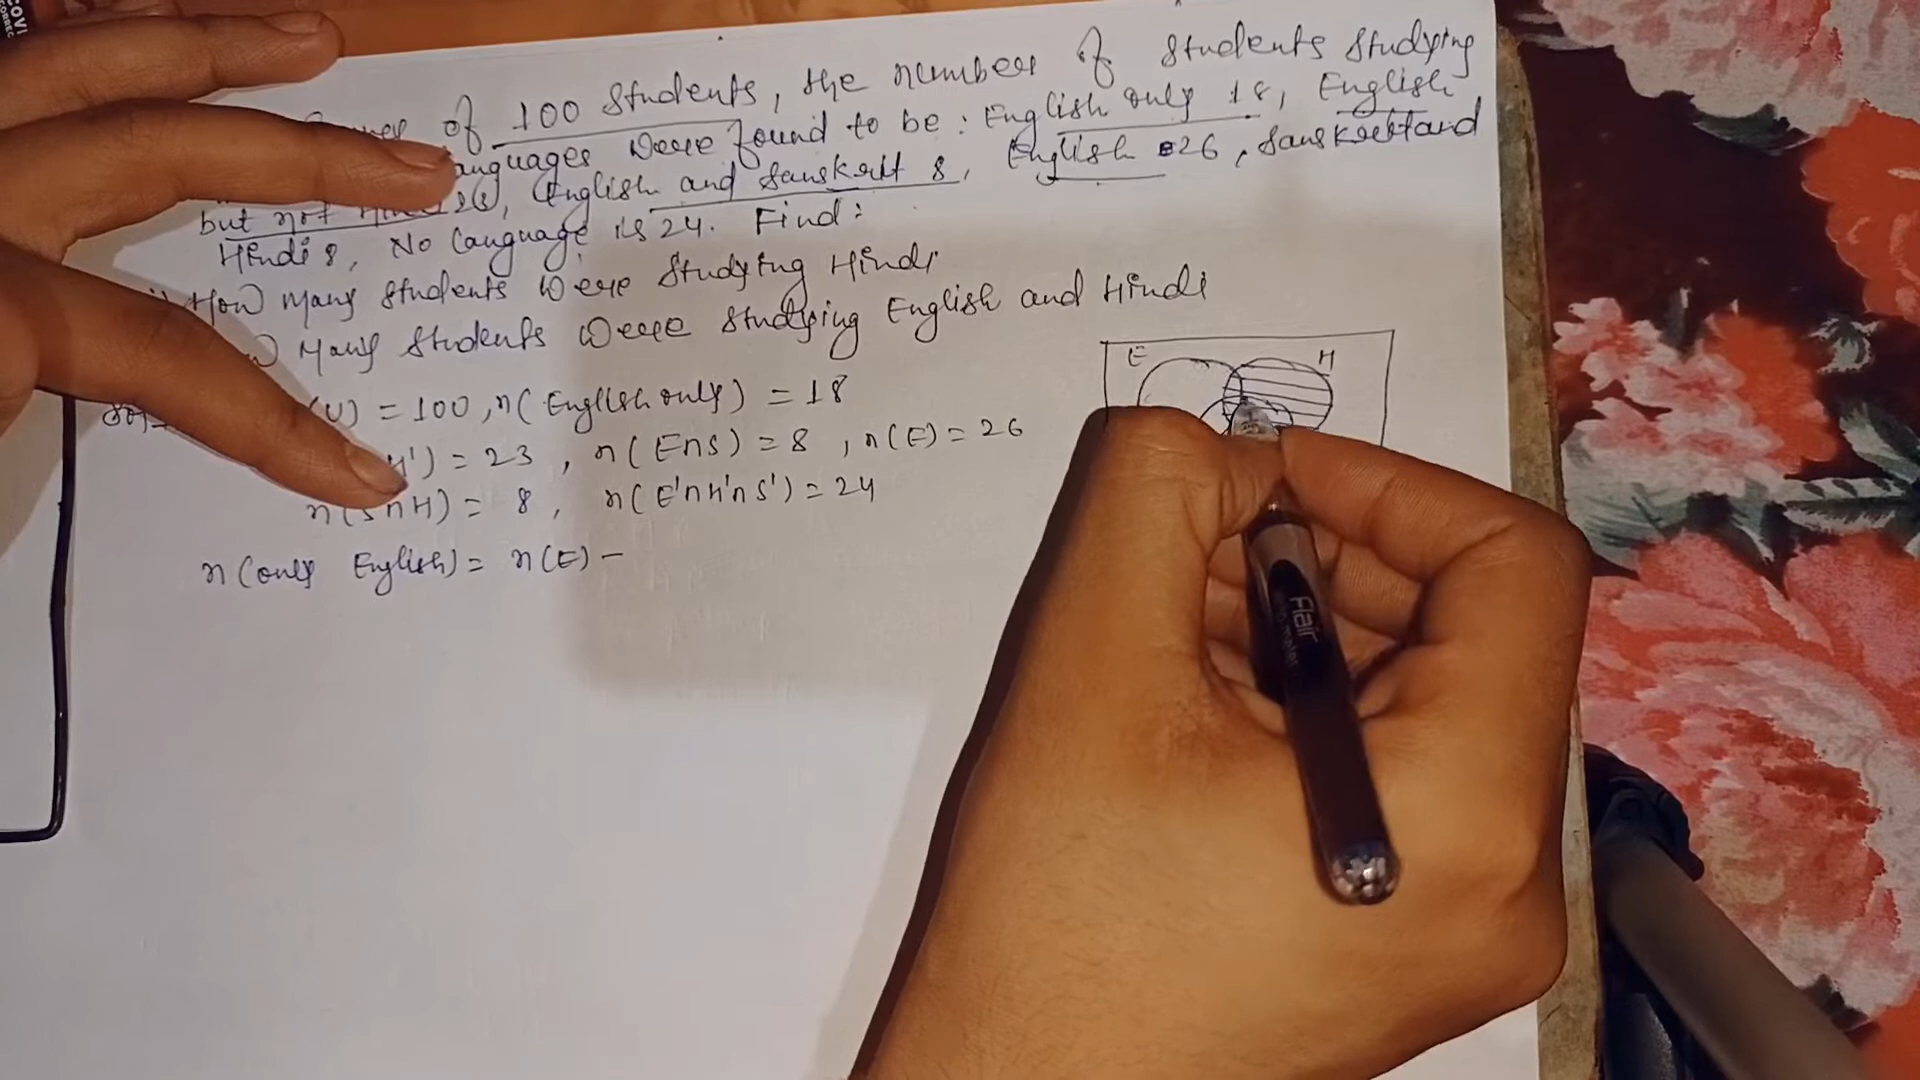 of 100 Students, the number of Students Studying
Languages were found to be: English only 18, English
but not 23, English and Sanskrit 8, English 26, Sanskrit and
Hindi 8, No Language is 24. Find:
How Many Students were Studying Hindi
How Many Students were Studying English and Hindi
E H
Sol (U) = 100, n(English only) = 18
H') = 23, n(E∩S) = 8, n(E) = 26
n(S∩H) = 8, n(E'∩H'∩S') = 24
n(only English) = n(E) -
Flair